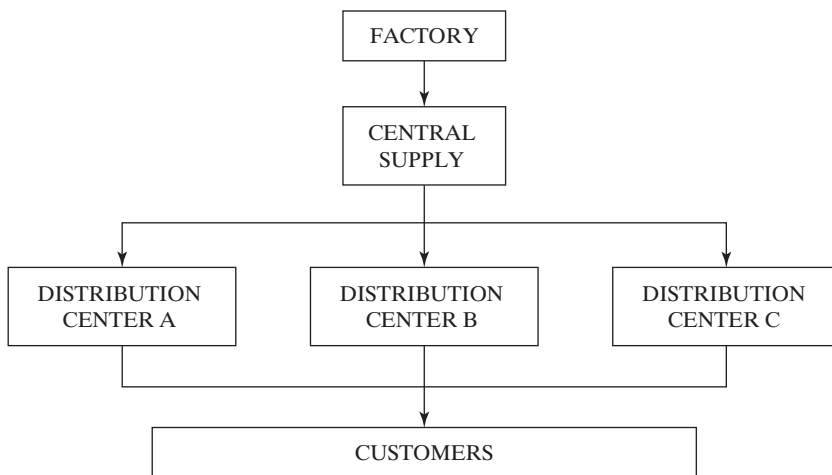 FACTORY
CENTRAL
SUPPLY
DISTRIBUTION
CENTER A
DISTRIBUTION
CENTER B
DISTRIBUTION
CENTER C
CUSTOMERS